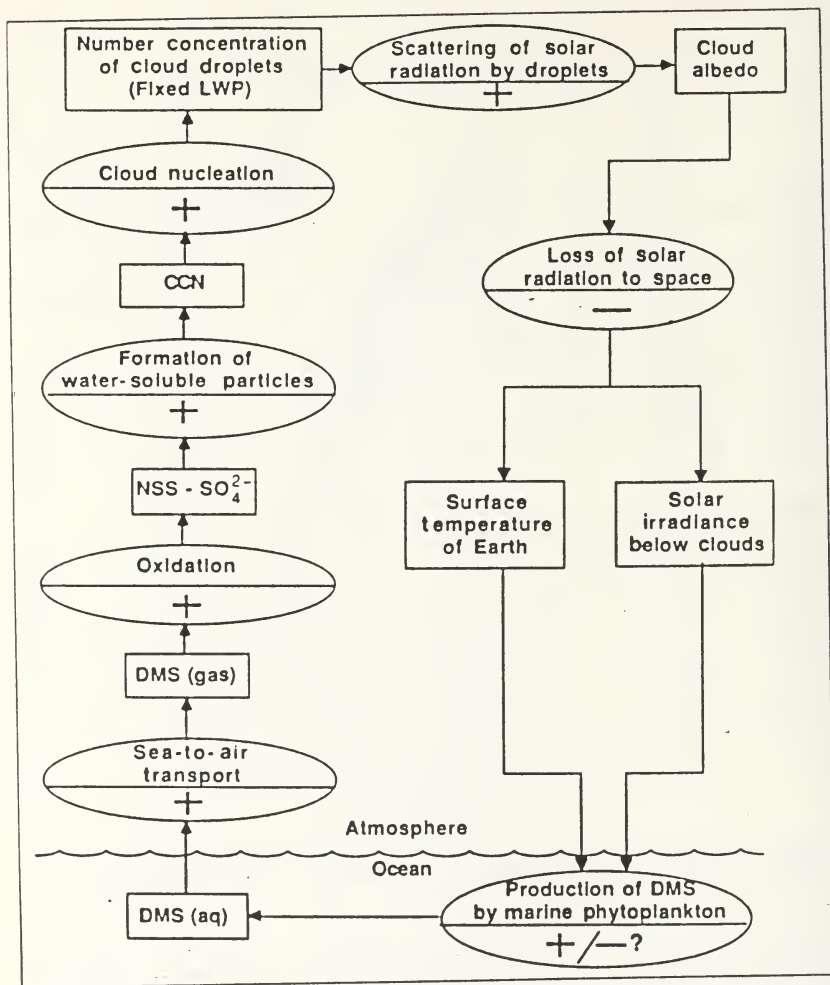 Number concentration
of cloud droplets
(Fixed LWP)
Scattering of solar
radiation by droplets
+
Cloud
albedo
Cloud nucleation
+
Loss of solar
radiation to space
—
CCN
Formation of
water-soluble particles
+
NSS - SO₄²⁻
Surface
temperature
of Earth
Solar
irradiance
below clouds
Oxidation
+
DMS (gas)
Sea-to-air
transport
+
Atmosphere
Ocean
DMS (aq)
Production of DMS
by marine phytoplankton
+/—?